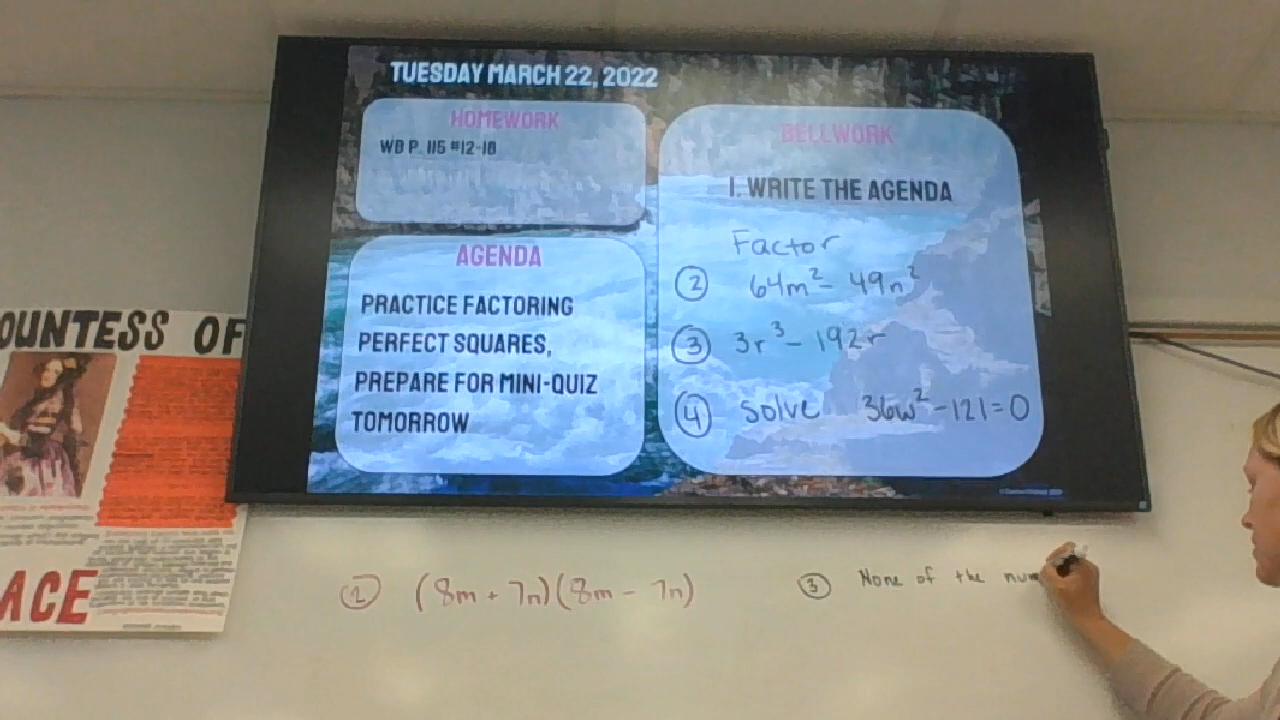 TUESDAY MARCH 22, 2022
HOMEWORK
WB P. 115 #12-18
AGENDA
PRACTICE FACTORING
PERFECT SQUARES,
PREPARE FOR MINI-QUIZ
TOMORROW
BELLWORK
1. WRITE THE AGENDA
Factor
② 64m² - 49n²
③ 3r³ - 192r
④ solve 36w² - 121 = 0
OUNTESS OF
ACE
② (8m + 7n)(8m - 7n)
③ None of the num